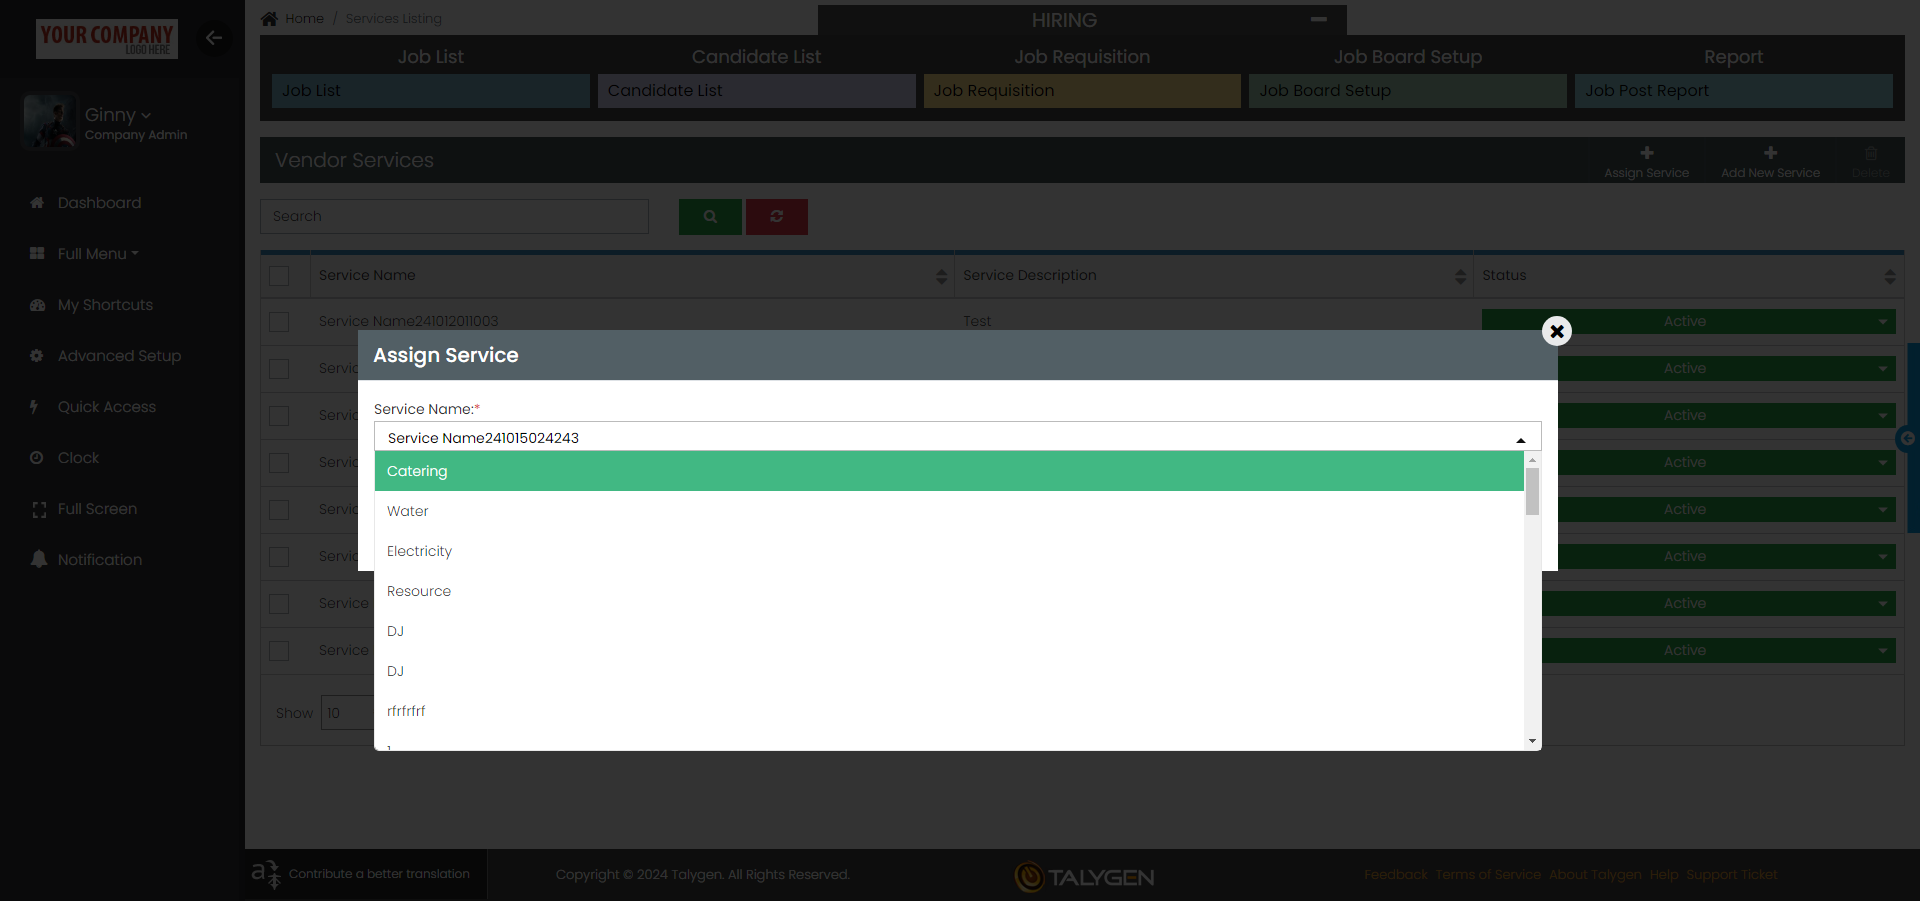 YOUR COMPANY
LOGO HERE
Home / Services Listing
HIRING
Job List
Candidate List
Job Requisition
Job Board Setup
Report
Job List
Candidate List
Job Requisition
Job Board Setup
Job Post Report
Ginny
Company Admin
Dashboard
Full Menu
My Shortcuts
Advanced Setup
Quick Access
Clock
Full Screen
Notification
Vendor Services
Assign Service
Add New Service
Delete
Search
Service Name
Service Description
Status
Service Name241012011003
Test
Active
Active
Active
Active
Active
Active
Service
Active
Service
Active
Show 10
Assign Service
Service Name:*
Service Name241015024243
Catering
Water
Electricity
Resource
DJ
DJ
rfrfrfrf
Contribute a better translation
Copyright © 2024 Talygen. All Rights Reserved.
TALYGEN
Feedback Terms of Service About Talygen Help Support Ticket